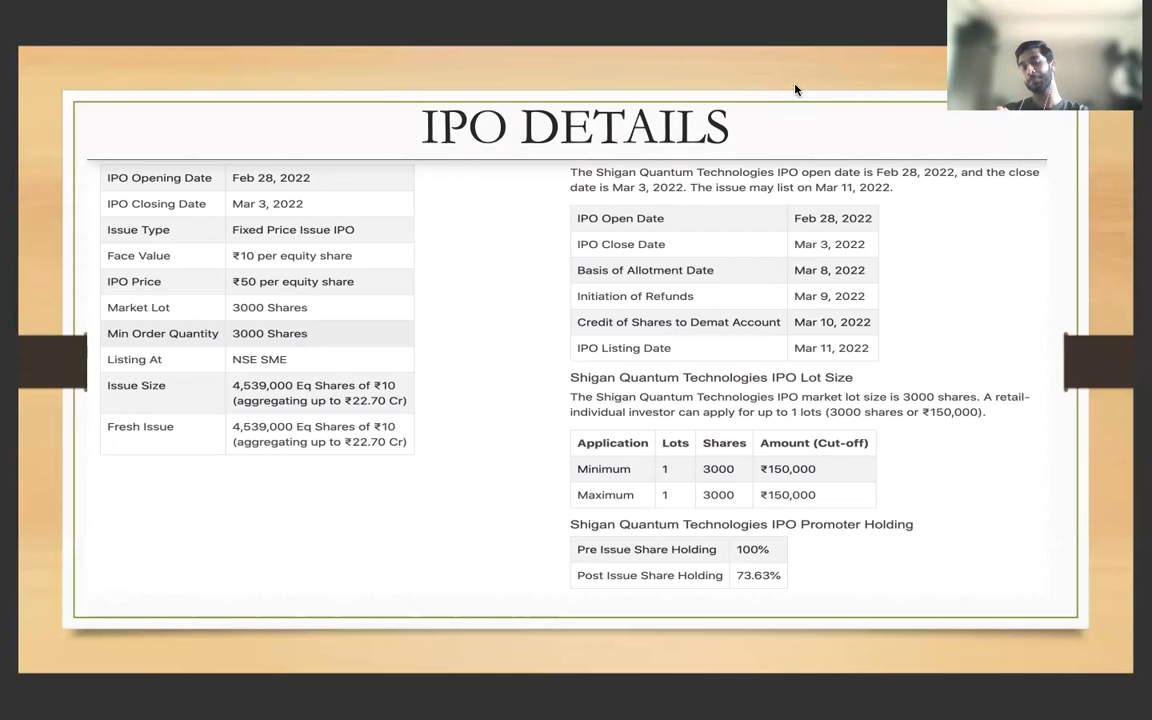 IPO DETAILS
IPO Opening Date Feb 28, 2022
IPO Closing Date Mar 3, 2022
Issue Type Fixed Price Issue IPO
Face Value ₹10 per equity share
IPO Price ₹50 per equity share
Market Lot 3000 Shares
Min Order Quantity 3000 Shares
Listing At NSE SME
Issue Size 4,539,000 Eq Shares of ₹10
(aggregating up to ₹22.70 Cr)
Fresh Issue 4,539,000 Eq Shares of ₹10
(aggregating up to ₹22.70 Cr)
The Shigan Quantum Technologies IPO open date is Feb 28, 2022, and the close
date is Mar 3, 2022. The issue may list on Mar 11, 2022.
IPO Open Date Feb 28, 2022
IPO Close Date Mar 3, 2022
Basis of Allotment Date Mar 8, 2022
Initiation of Refunds Mar 9, 2022
Credit of Shares to Demat Account Mar 10, 2022
IPO Listing Date Mar 11, 2022
Shigan Quantum Technologies IPO Lot Size
The Shigan Quantum Technologies IPO market lot size is 3000 shares. A retail-
individual investor can apply for up to 1 lots (3000 shares or ₹150,000).
Application Lots Shares Amount (Cut-off)
Minimum 1 3000 ₹150,000
Maximum 1 3000 ₹150,000
Shigan Quantum Technologies IPO Promoter Holding
Pre Issue Share Holding 100%
Post Issue Share Holding 73.63%